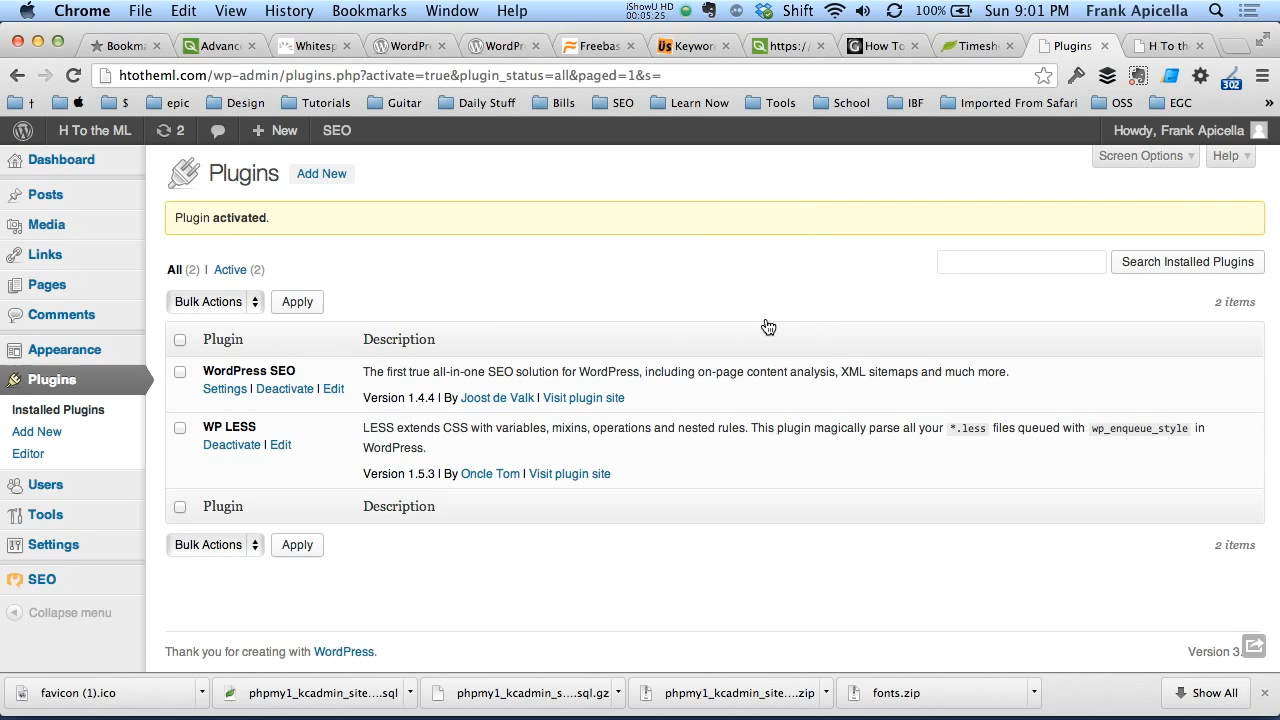 Chrome File Edit View History Bookmarks Window Help iShowU HD 00:05:25 Shift 100% Sun 9:01 PM Frank Apicella
Bookma Advanc Whitesp WordPr WordPr Freebas Keywor https:/ How To Timesh Plugins H To th
htotheml.com/wp-admin/plugins.php?activate=true&plugin_status=all&paged=1&s=
302
† $ epic Design Tutorials Guitar Daily Stuff Bills SEO Learn Now Tools School IBF Imported From Safari OSS EGC »
H To the ML 2 + New SEO Howdy, Frank Apicella
Screen Options Help
Dashboard
Posts
Media
Links
Pages
Comments
Appearance
Plugins
Installed Plugins
Add New
Editor
Users
Tools
Settings
SEO
Collapse menu
Plugins Add New
Plugin activated.
All (2) | Active (2)
Search Installed Plugins
Bulk Actions Apply 2 items
Plugin Description
WordPress SEO The first true all-in-one SEO solution for WordPress, including on-page content analysis, XML sitemaps and much more.
Settings | Deactivate | Edit
Version 1.4.4 | By Joost de Valk | Visit plugin site
WP LESS LESS extends CSS with variables, mixins, operations and nested rules. This plugin magically parse all your *.less files queued with wp_enqueue_style in
Deactivate | Edit WordPress.
Version 1.5.3 | By Oncle Tom | Visit plugin site
Plugin Description
Bulk Actions Apply 2 items
Thank you for creating with WordPress. Version 3.
favicon (1).ico phpmy1_kcadmin_site....sql phpmy1_kcadmin_s....sql.gz phpmy1_kcadmin_site....zip fonts.zip Show All